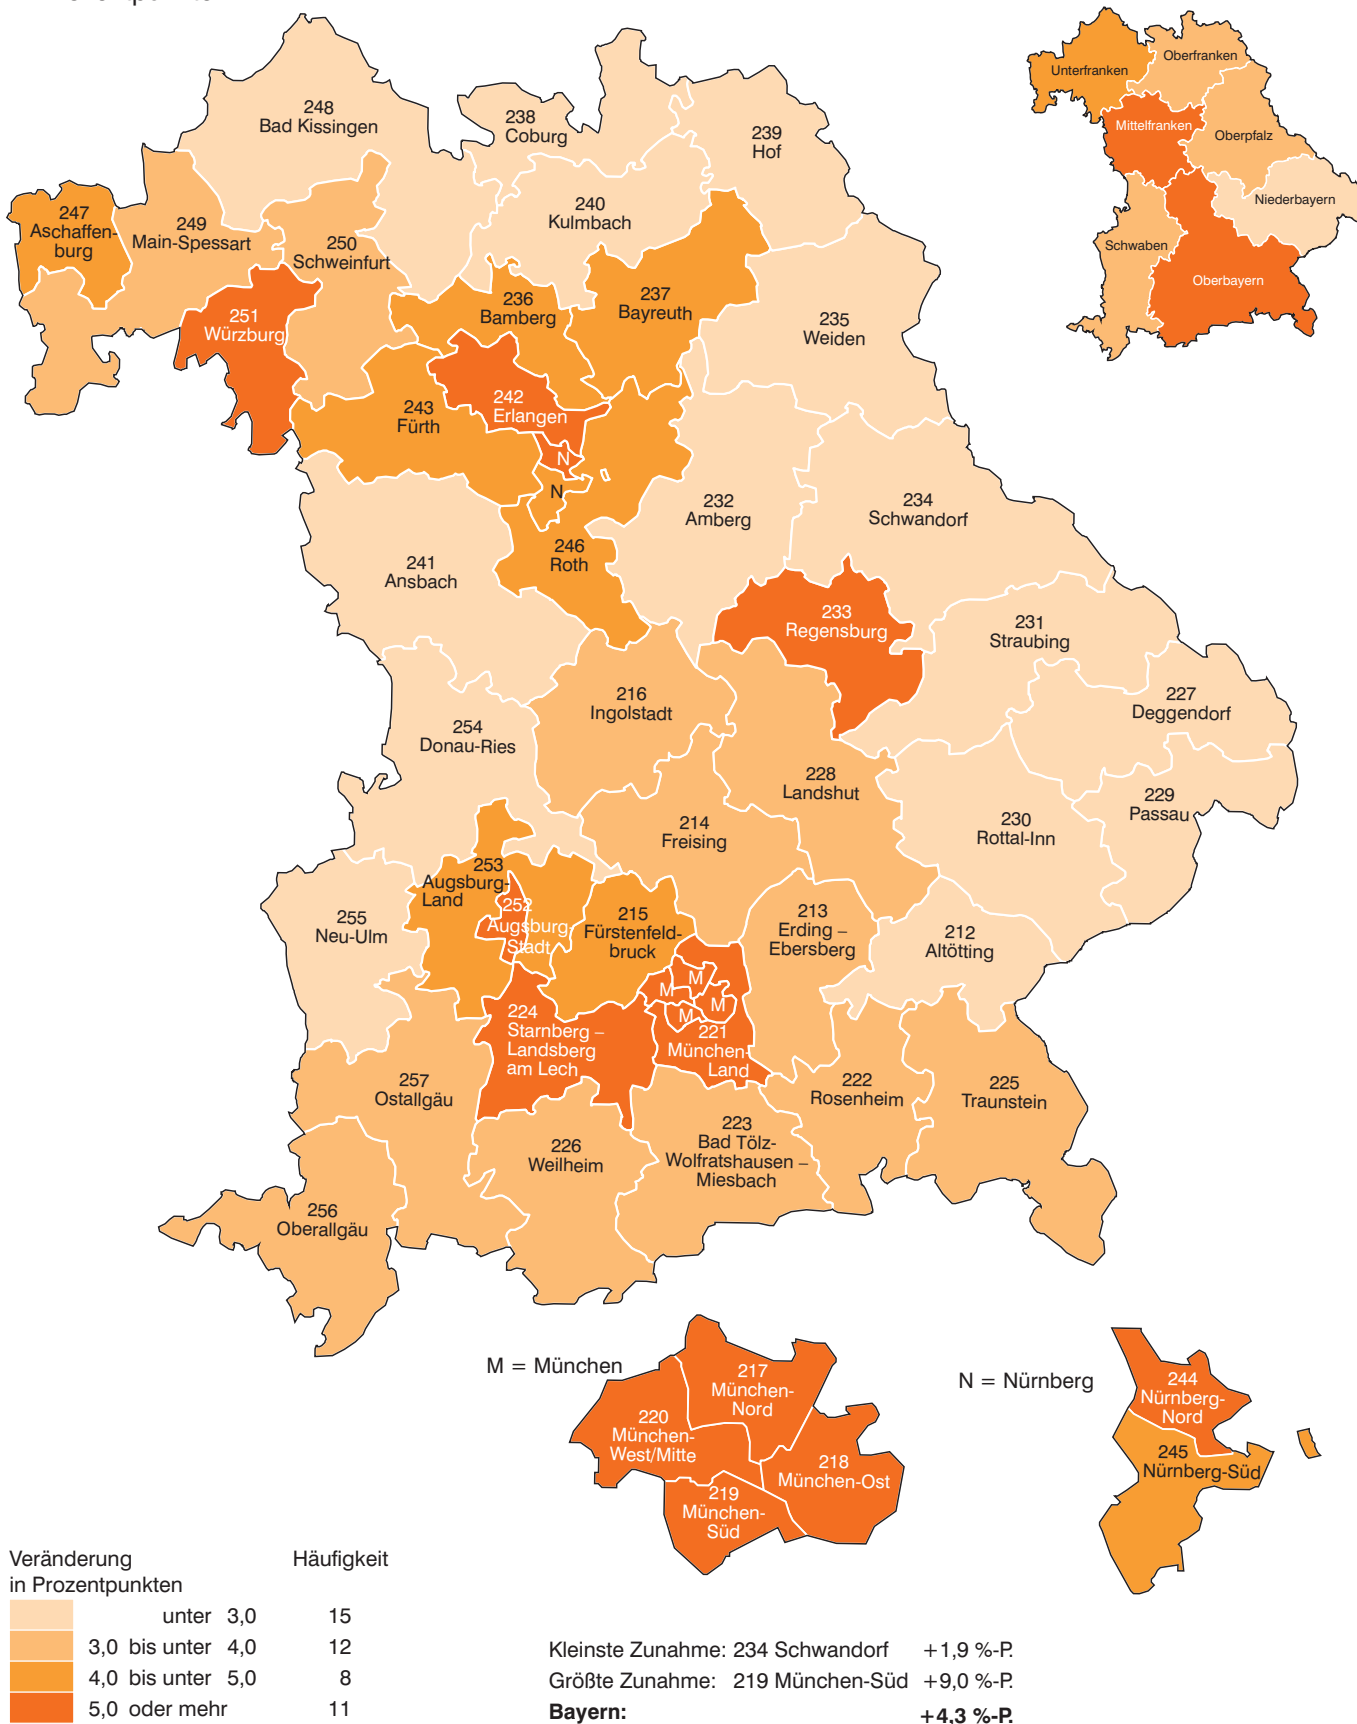 248
Bad Kissingen
238
Coburg
239
Hof
240
Kulmbach
247
Aschaffen-
burg
249
Main-Spessart
250
Schweinfurt
251
Würzburg
236
Bamberg
237
Bayreuth
235
Weiden
243
Fürth
242
Erlangen
N
N
232
Amberg
234
Schwandorf
241
Ansbach
246
Roth
233
Regensburg
231
Straubing
216
Ingolstadt
227
Deggendorf
254
Donau-Ries
228
Landshut
229
Passau
214
Freising
230
Rottal-Inn
253
Augsburg-
Land
252
Augsburg-
Stadt
215
Fürstenfeld-
bruck
213
Erding –
Ebersberg
212
Altötting
255
Neu-Ulm
M
M
M
M
224
Starnberg –
Landsberg
am Lech
221
München-
Land
257
Ostallgäu
222
Rosenheim
225
Traunstein
226
Weilheim
223
Bad Tölz-
Wolfratshausen –
Miesbach
256
Oberallgäu
Unterfranken
Oberfranken
Mittelfranken
Oberpfalz
Niederbayern
Schwaben
Oberbayern
M = München
217
München-
Nord
220
München-
West/Mitte
218
München-Ost
219
München-
Süd
N = Nürnberg
244
Nürnberg-
Nord
245
Nürnberg-Süd
Veränderung Häufigkeit
in Prozentpunkten
unter 3,0 15
3,0 bis unter 4,0 12
4,0 bis unter 5,0 8
5,0 oder mehr 11
Kleinste Zunahme: 234 Schwandorf +1,9 %-P.
Größte Zunahme: 219 München-Süd +9,0 %-P.
Bayern: +4,3 %-P.